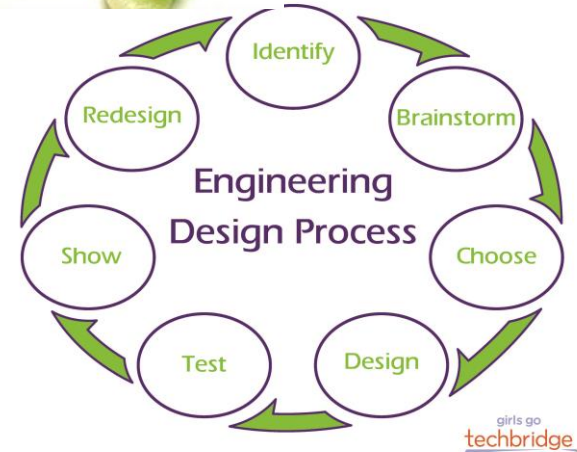 Identify
Brainstorm
Choose
Design
Test
Show
Redesign
Engineering
Design Process
girls go
techbridge